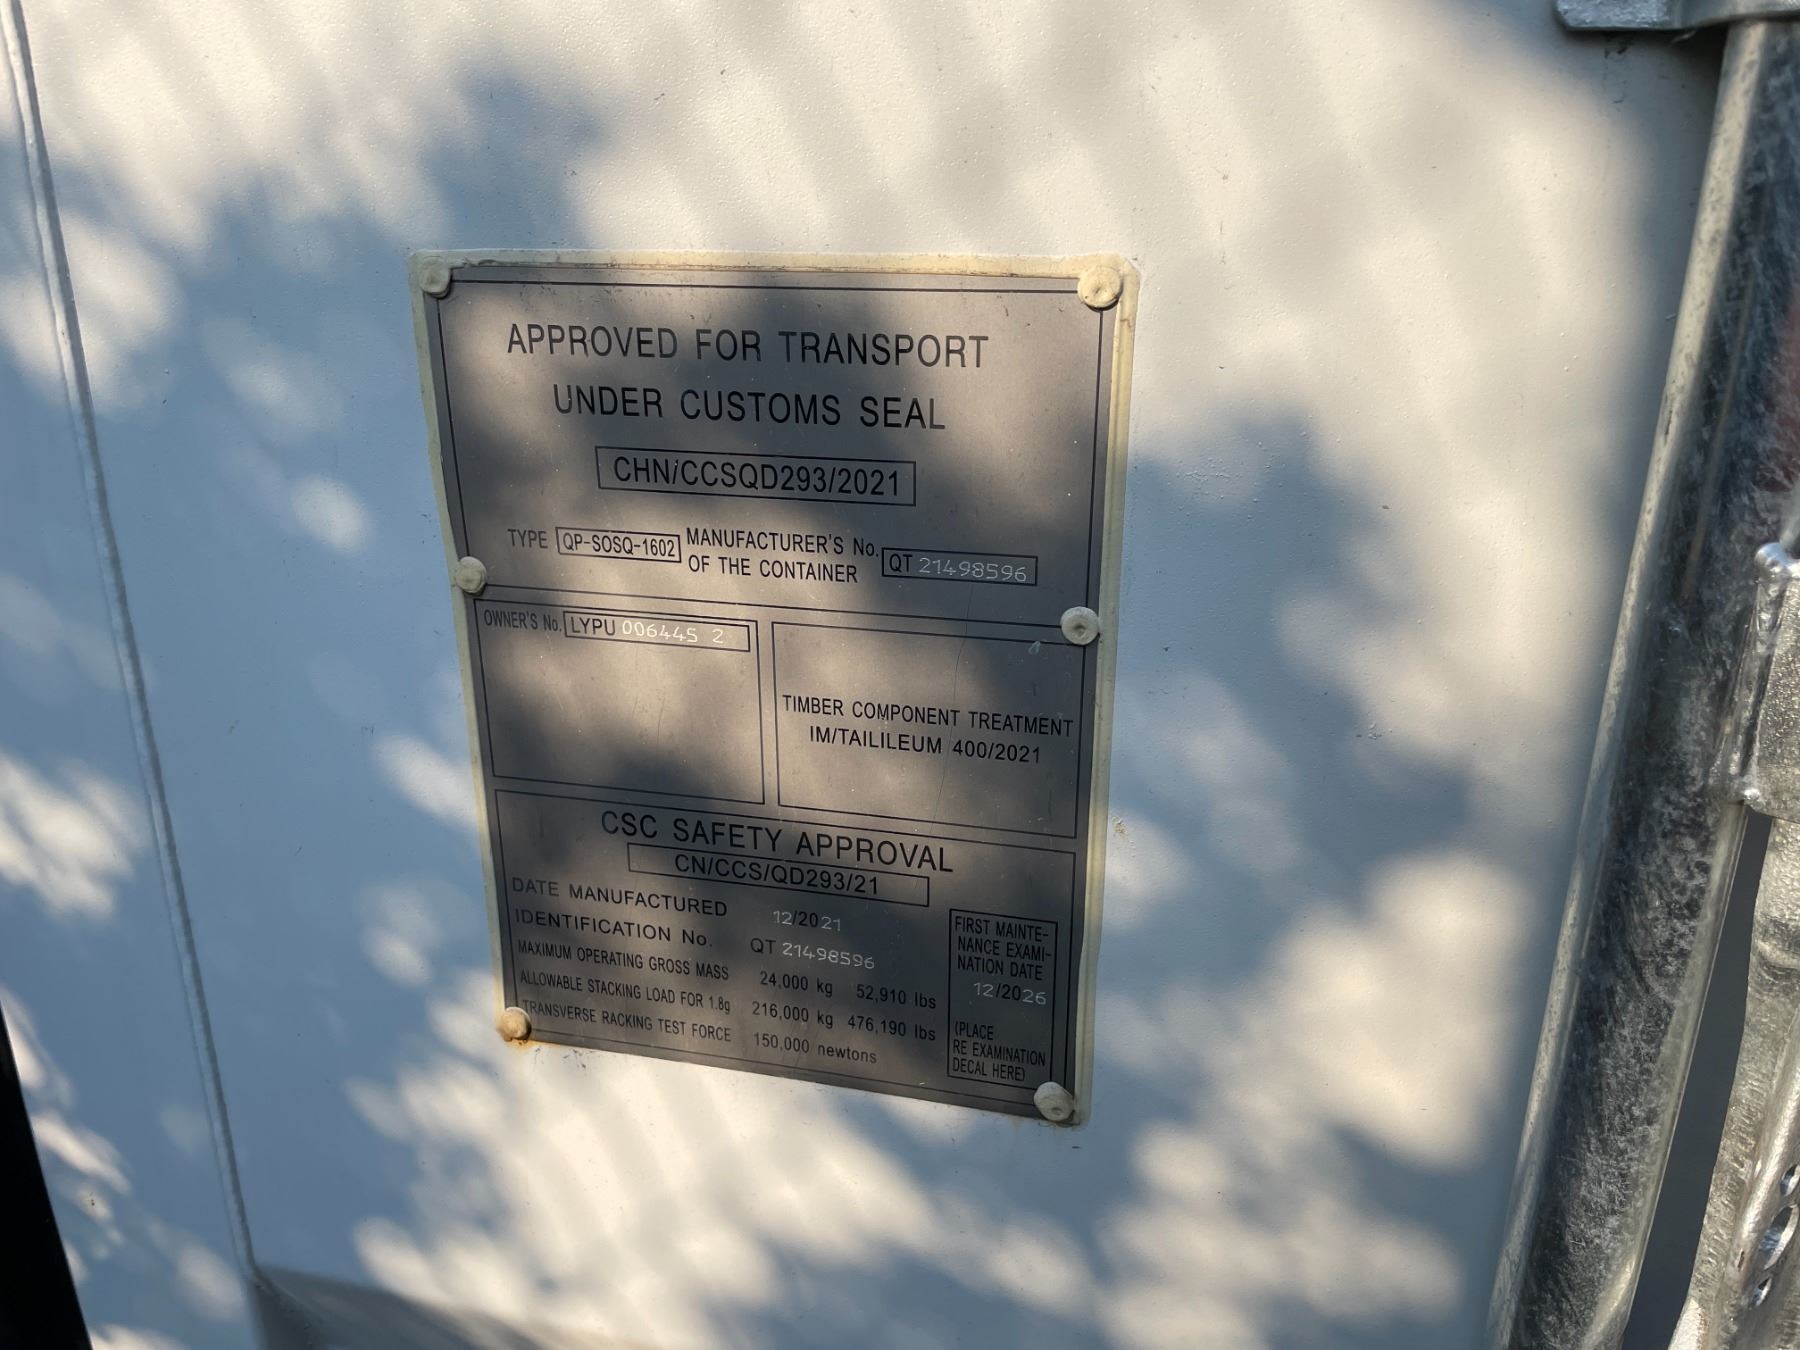 APPROVED FOR TRANSPORT
UNDER CUSTOMS SEAL
CHN/CCSQD293/2021
TYPE QP-SOSQ-1602 MANUFACTURER'S No. OF THE CONTAINER QT 21498596
OWNER'S No. LYPU 006445 2
TIMBER COMPONENT TREATMENT
IM/TAILILEUM 400/2021
CSC SAFETY APPROVAL
CN/CCS/QD293/21
DATE MANUFACTURED 12/2021
IDENTIFICATION No. QT 21498596
MAXIMUM OPERATING GROSS MASS 24,000 kg 52,910 lbs
ALLOWABLE STACKING LOAD FOR 1.8g 216,000 kg 476,190 lbs
TRANSVERSE RACKING TEST FORCE 150,000 newtons
FIRST MAINTE-
NANCE EXAMI-
NATION DATE
12/2026
(PLACE
RE EXAMINATION
DECAL HERE)